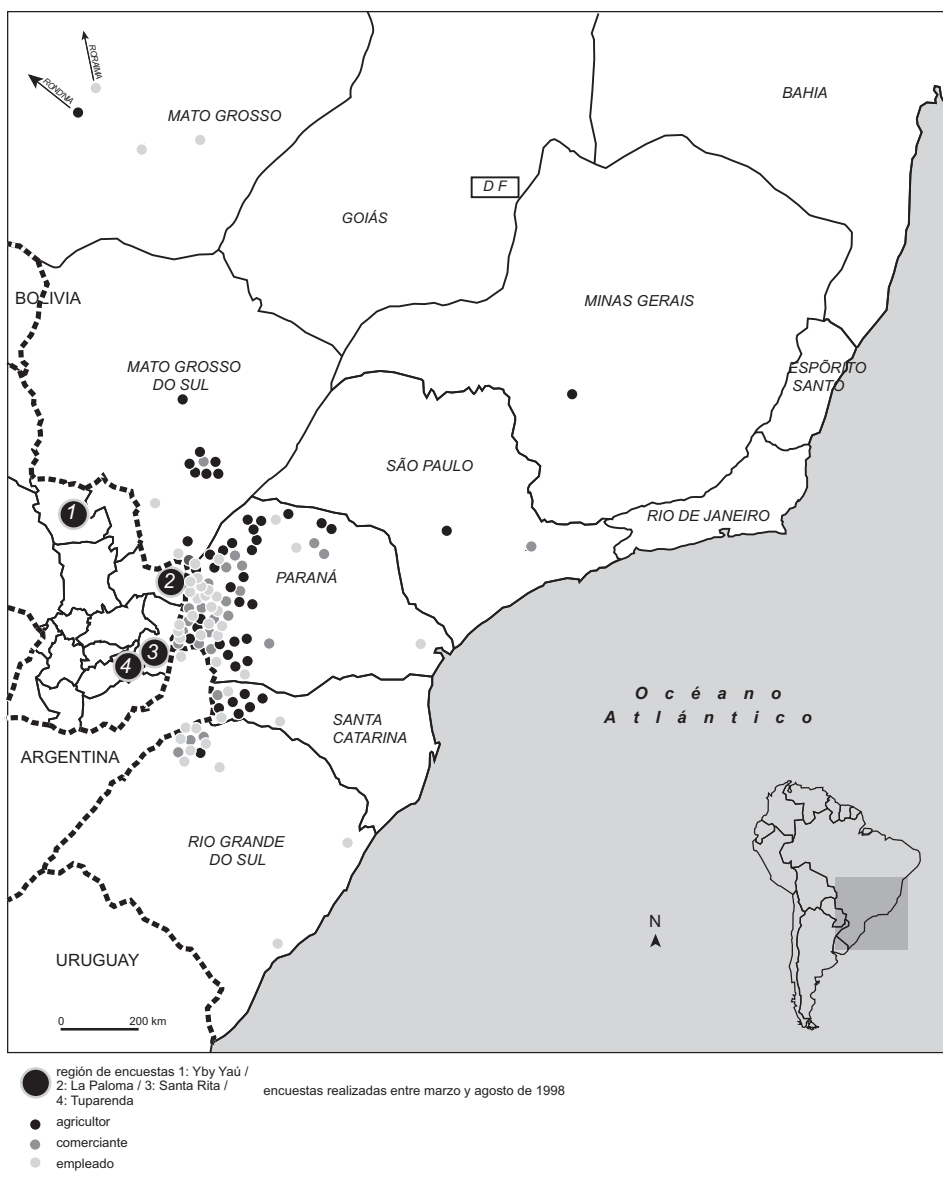 RORAIMA
RONDNIA
MATO GROSSO
BAHIA
D F
GOIÁS
BOLIVIA
MINAS GERAIS
MATO GROSSO
DO SUL
ESPÕRITO
SANTO
SÃO PAULO
1
RIO DE JANEIRO
2
PARANÁ
3
4
Océano
Atlántico
SANTA
CATARINA
ARGENTINA
RIO GRANDE
DO SUL
N
URUGUAY
0 200 km
región de encuestas 1: Yby Yaú /
2: La Paloma / 3: Santa Rita /
4: Tuparenda
encuestas realizadas entre marzo y agosto de 1998
agricultor
comerciante
empleado